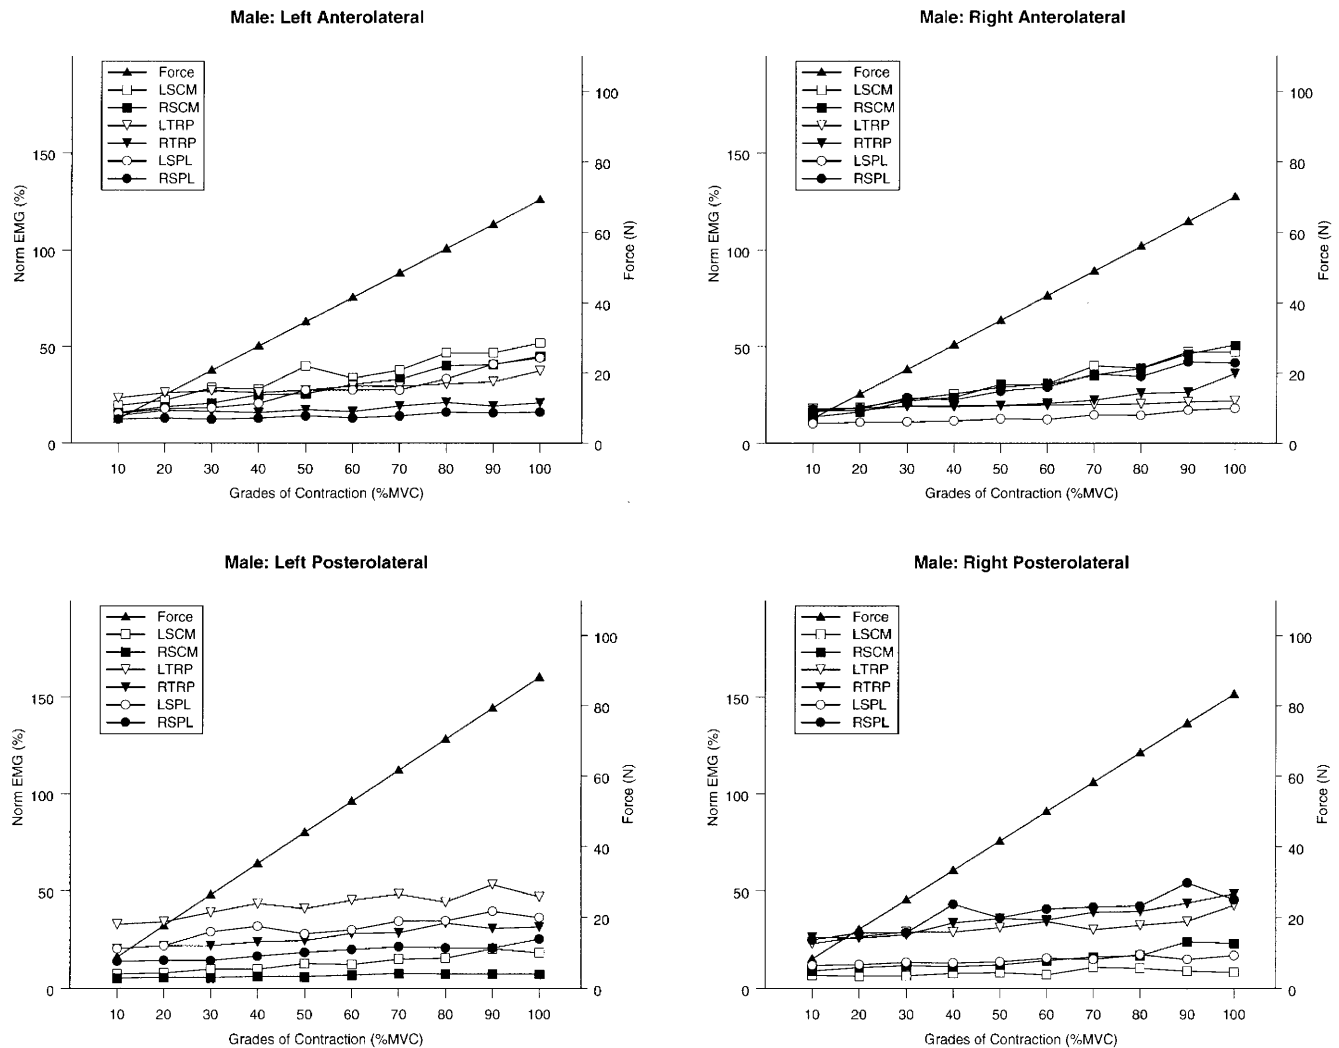 Male: Left Anterolateral
Force
LSCM
RSCM
LTRP
RTRP
LSPL
RSPL
Norm EMG (%)
150
100
50
0
Force (N)
100
80
60
40
20
0
10 20 30 40 50 60 70 80 90 100
Grades of Contraction (%MVC)
Male: Right Anterolateral
Force
LSCM
RSCM
LTRP
RTRP
LSPL
RSPL
Norm EMG (%)
150
100
50
0
Force (N)
100
80
60
40
20
0
10 20 30 40 50 60 70 80 90 100
Grades of Contraction (%MVC)
Male: Left Posterolateral
Force
LSCM
RSCM
LTRP
RTRP
LSPL
RSPL
Norm EMG (%)
150
100
50
0
Force (N)
100
80
60
40
20
0
10 20 30 40 50 60 70 80 90 100
Grades of Contraction (%MVC)
Male: Right Posterolateral
Force
LSCM
RSCM
LTRP
RTRP
LSPL
RSPL
Norm EMG (%)
150
100
50
0
Force (N)
100
80
60
40
20
0
10 20 30 40 50 60 70 80 90 100
Grades of Contraction (%MVC)